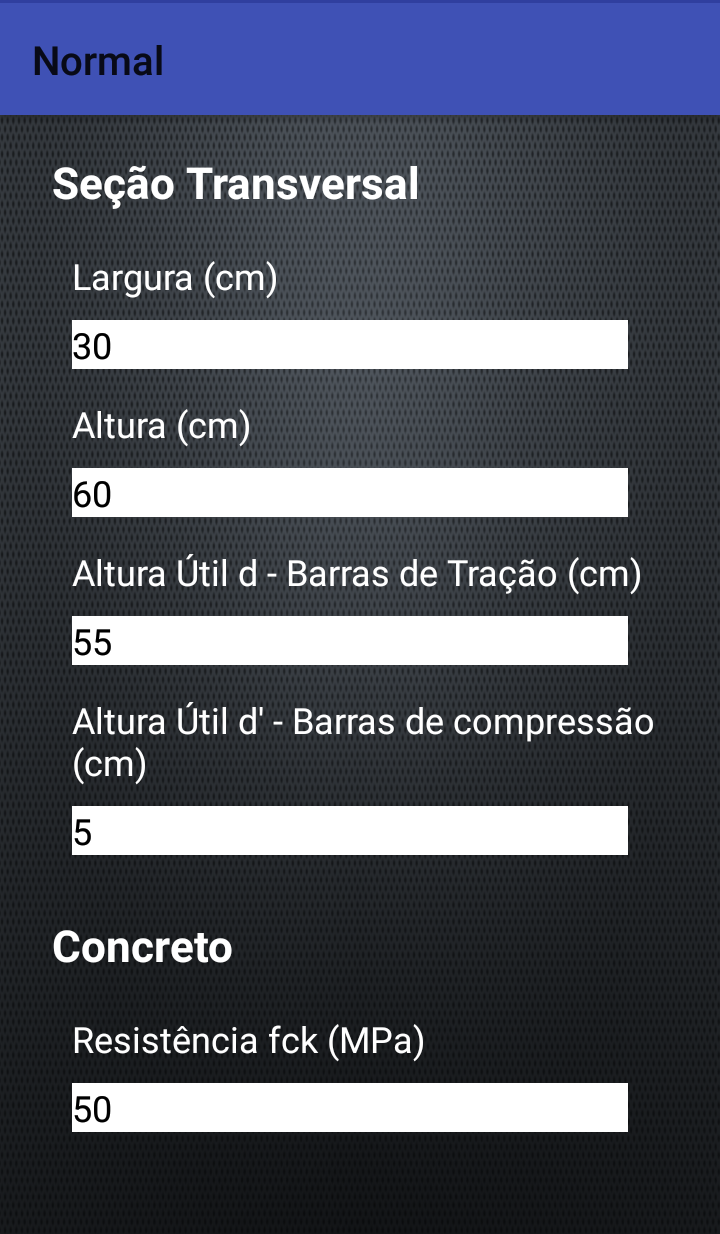 Normal
Seção Transversal
Largura (cm)
30
Altura (cm)
60
Altura Útil d - Barras de Tração (cm)
55
Altura Útil d' - Barras de compressão
(cm)
5
Concreto
Resistência fck (MPa)
50